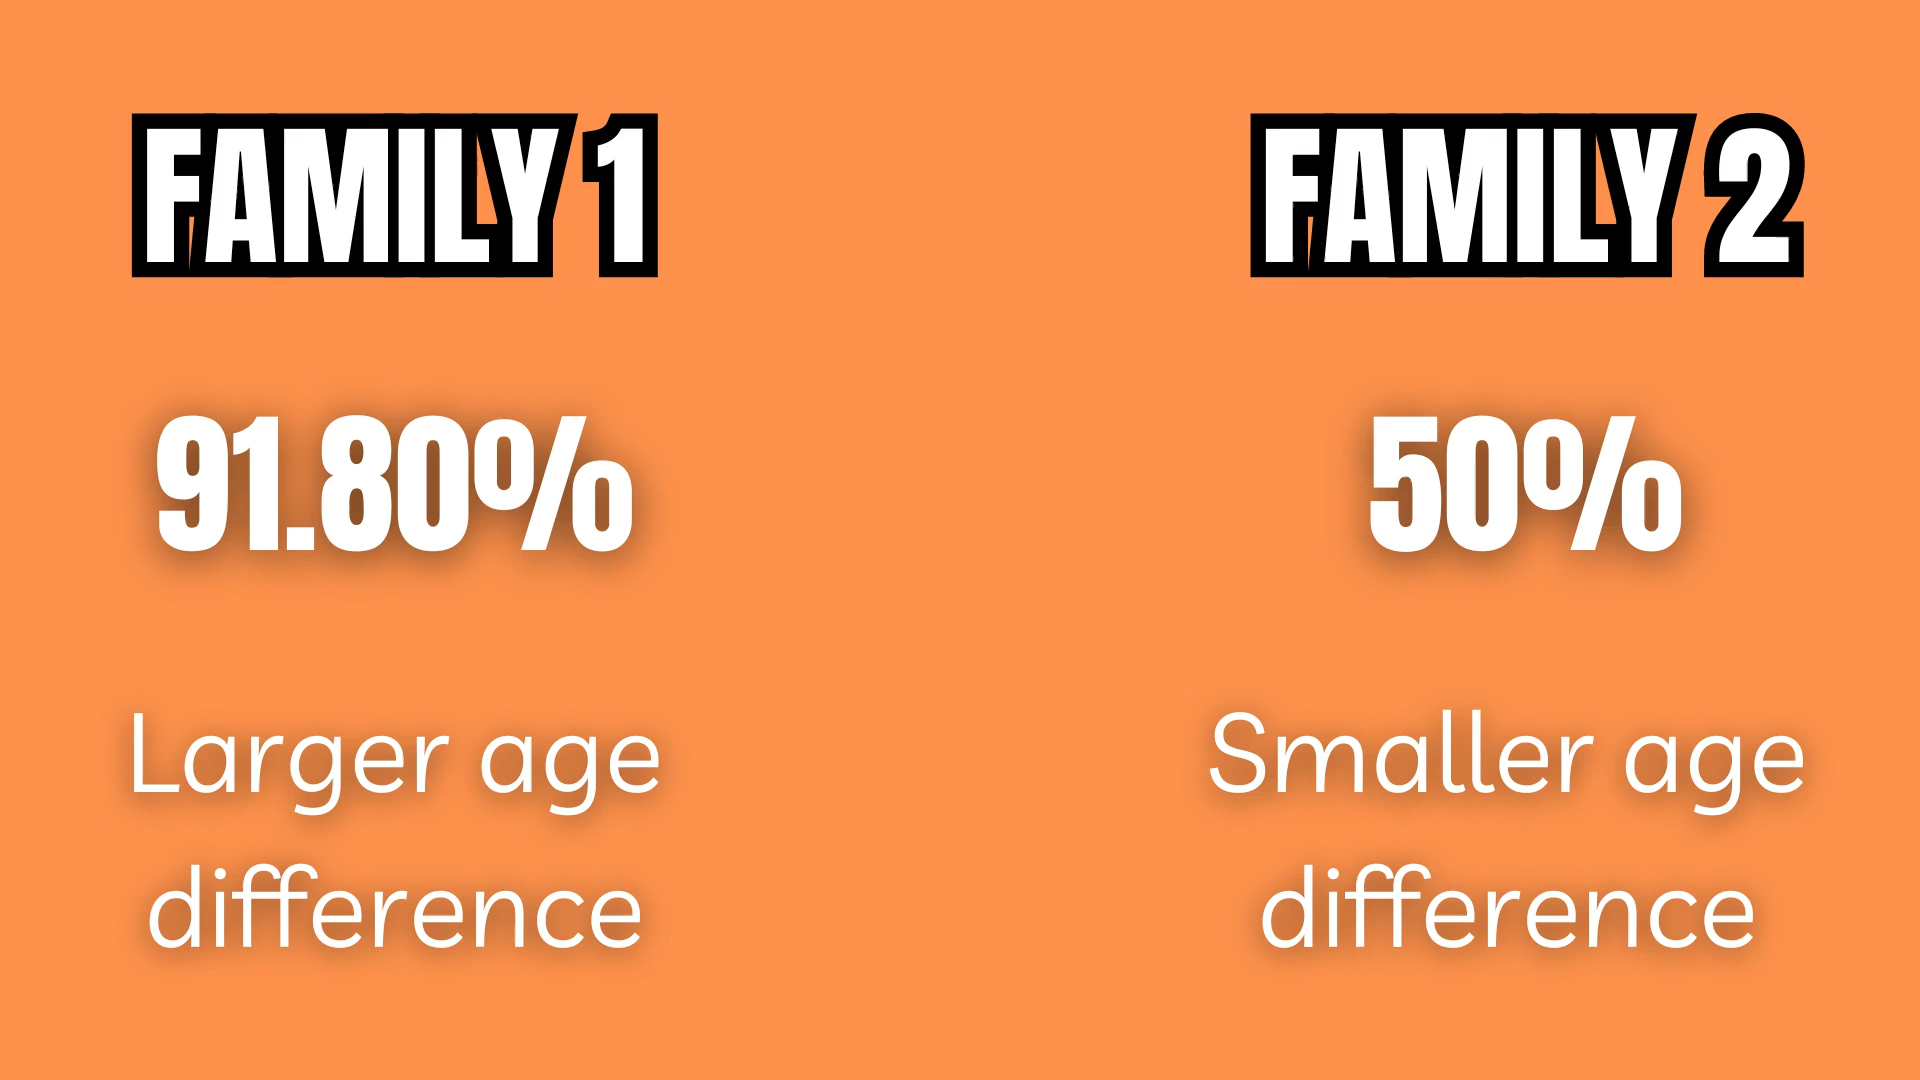 FAMILY 1
91.80%
Larger age
difference
FAMILY 2
50%
Smaller age
difference